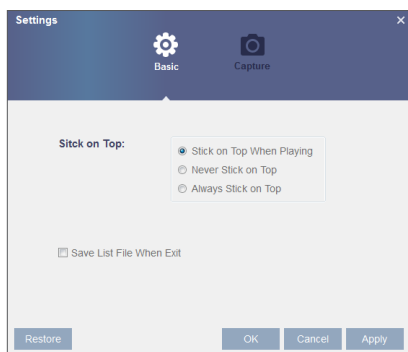 Settings
Basic
Capture
Sitck on Top:
Stick on Top When Playing
Never Stick on Top
Always Stick on Top
Save List File When Exit
Restore
OK
Cancel
Apply